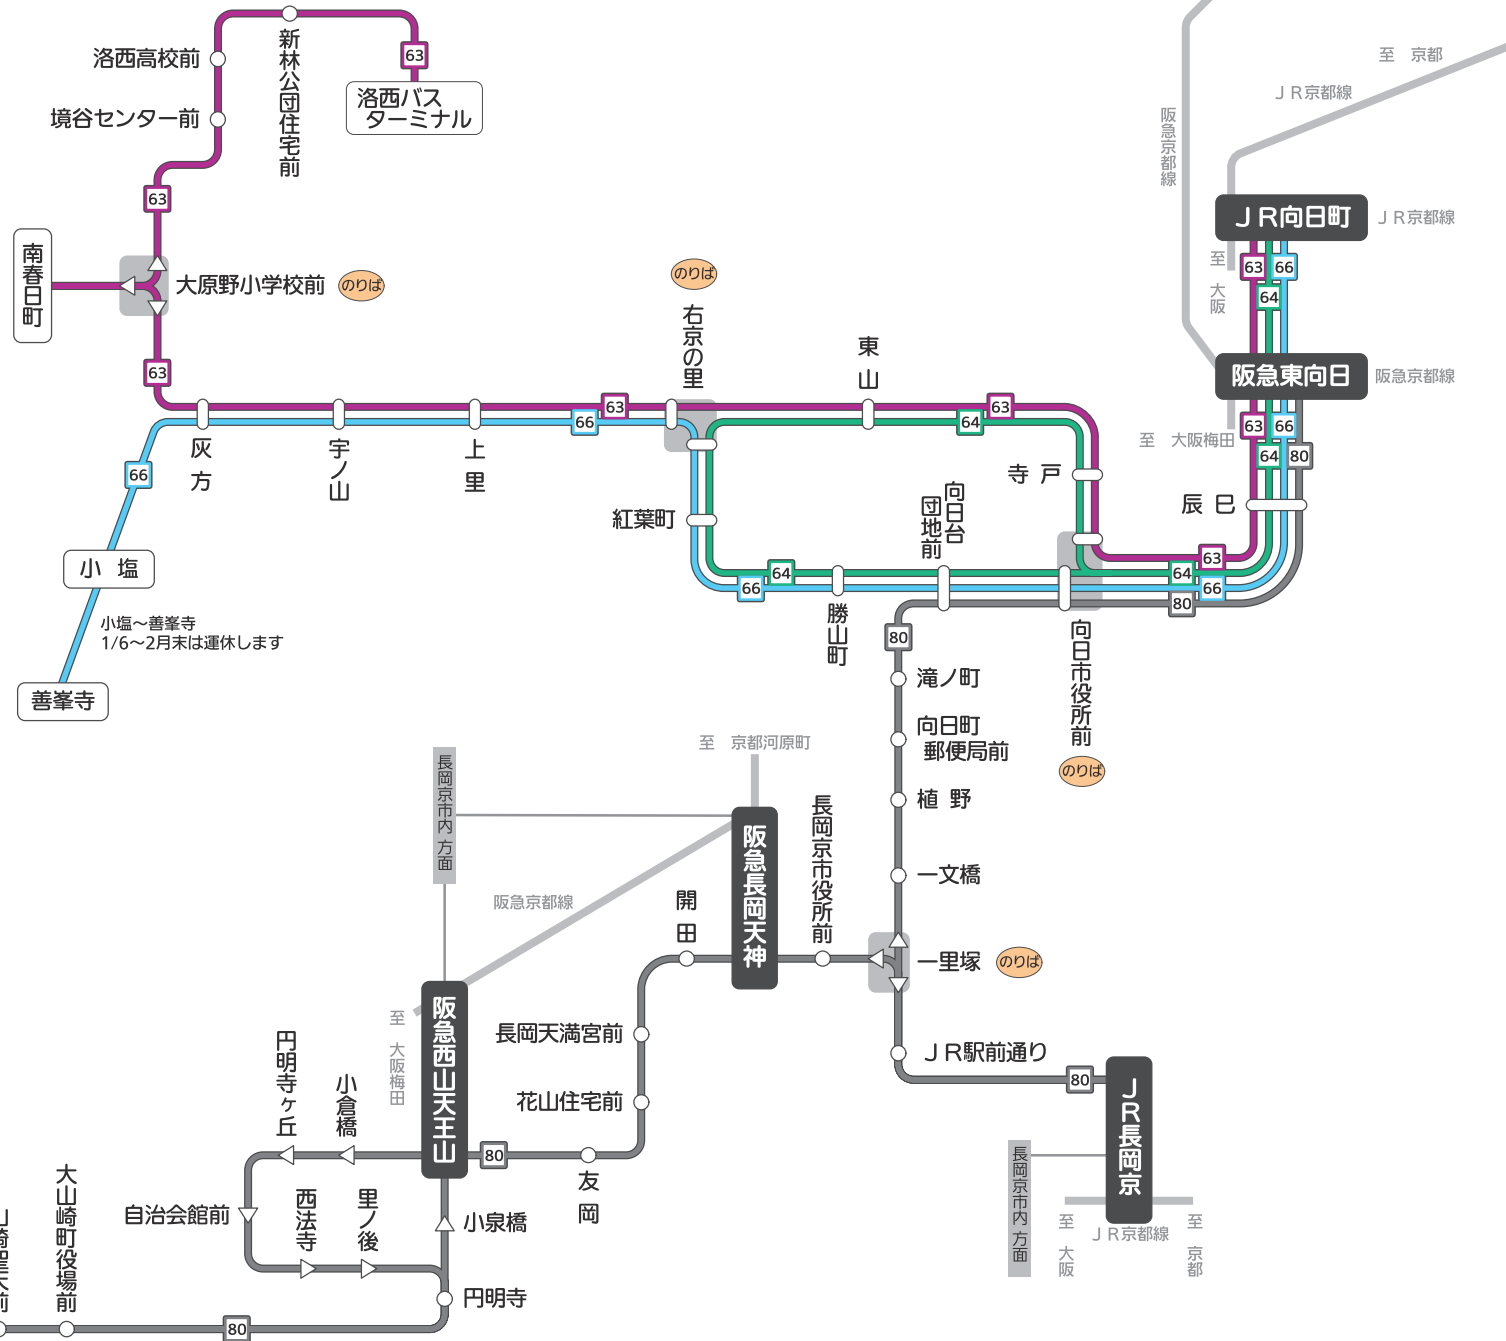 洛西高校前
境谷センター前
新林公団住宅前
63
洛西バス
ターミナル
63
南春日町
大原野小学校前
のりば
63
のりば
右京の里
東山
63
63
66
64
灰方
宇ノ山
上里
66
紅葉町
寺戸
向日台
団地前
辰巳
小塩
小塩~善峯寺
1/6~2月末は運休します
善峯寺
64
66
勝山町
63
64
66
80
80
向日市役所前
のりば
至 京都
JR京都線
阪急京都線
JR向日町
JR京都線
至 大阪
63
66
64
阪急東向日
阪急京都線
至 大阪梅田
63
66
64
80
滝ノ町
向日町
郵便局前
植野
一文橋
一里塚
のりば
JR駅前通り
80
JR長岡京
長岡京市内 方面
至 大阪
JR京都線
至 京都
至 京都河原町
長岡京市内 方面
阪急長岡天神
長岡京市役所前
開田
阪急京都線
長岡天満宮前
花山住宅前
阪急西山天王山
至 大阪梅田
80
友岡
小倉橋
円明寺ヶ丘
自治会館前
西法寺
里ノ後
小泉橋
円明寺
80
大山崎町役場前